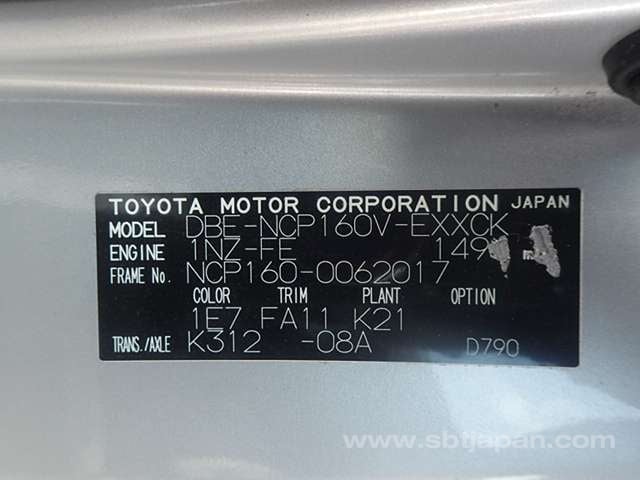 TOYOTA MOTOR CORPORATION JAPAN
MODEL DBE-NCP160V-EXXCK
ENGINE 1NZ-FE 149
FRAME No. NCP160-0062017
COLOR TRIM PLANT OPTION
1E7 FA11 K21
TRANS./AXLE K312 -08A D790
www.sbtjapan.com